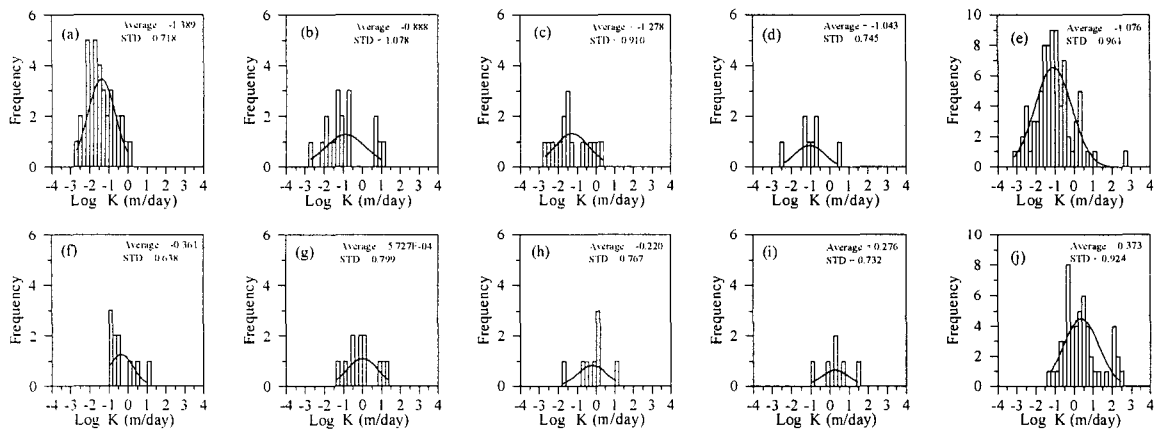 (a) Average -1.389
STD 0.718
(b) Average -0.888
STD = 1.078
(c) Average = -1.278
STD = 0.910
(d) Average = -1.043
STD = 0.745
(e) Average -1.076
STD = 0.961
Frequency Frequency Frequency Frequency Frequency
6 6 6 6 10
4 4 4 4 8
2 2 2 2 6
0 0 0 0 4
2
0
-4 -3 -2 -1 0 1 2 3 4
-4 -3 -2 -1 0 1 2 3 4
-4 -3 -2 -1 0 1 2 3 4
-4 -3 -2 -1 0 1 2 3 4
-4 -3 -2 -1 0 1 2 3 4
Log K (m/day) Log K (m/day) Log K (m/day) Log K (m/day) Log K (m/day)
(f) Average -0.361
STD 0.638
(g) Average 5.727E-04
STD = 0.799
(h) Average -0.220
STD = 0.767
(i) Average = 0.276
STD = 0.732
(j) Average 0.373
STD = 0.924
Frequency Frequency Frequency Frequency Frequency
6 6 6 6 10
4 4 4 4 8
2 2 2 2 6
0 0 0 0 4
2
0
-4 -3 -2 -1 0 1 2 3 4
-4 -3 -2 -1 0 1 2 3 4
-4 -3 -2 -1 0 1 2 3 4
-4 -3 -2 -1 0 1 2 3 4
-4 -3 -2 -1 0 1 2 3 4
Log K (m/day) Log K (m/day) Log K (m/day) Log K (m/day) Log K (m/day)